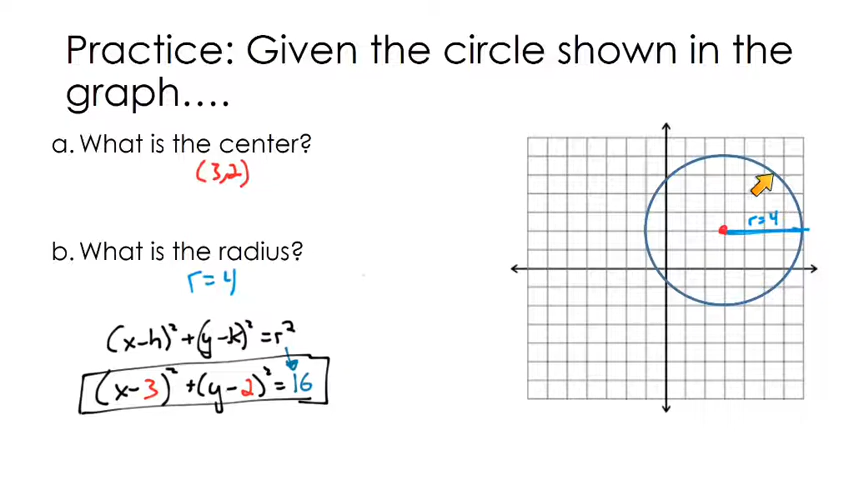 Practice: Given the circle shown in the
graph….
a. What is the center?
(3,2)
b. What is the radius?
r=4
(x-h)²+(y-k)²=r²
(x-3)²+(y-2)²=16
r=4